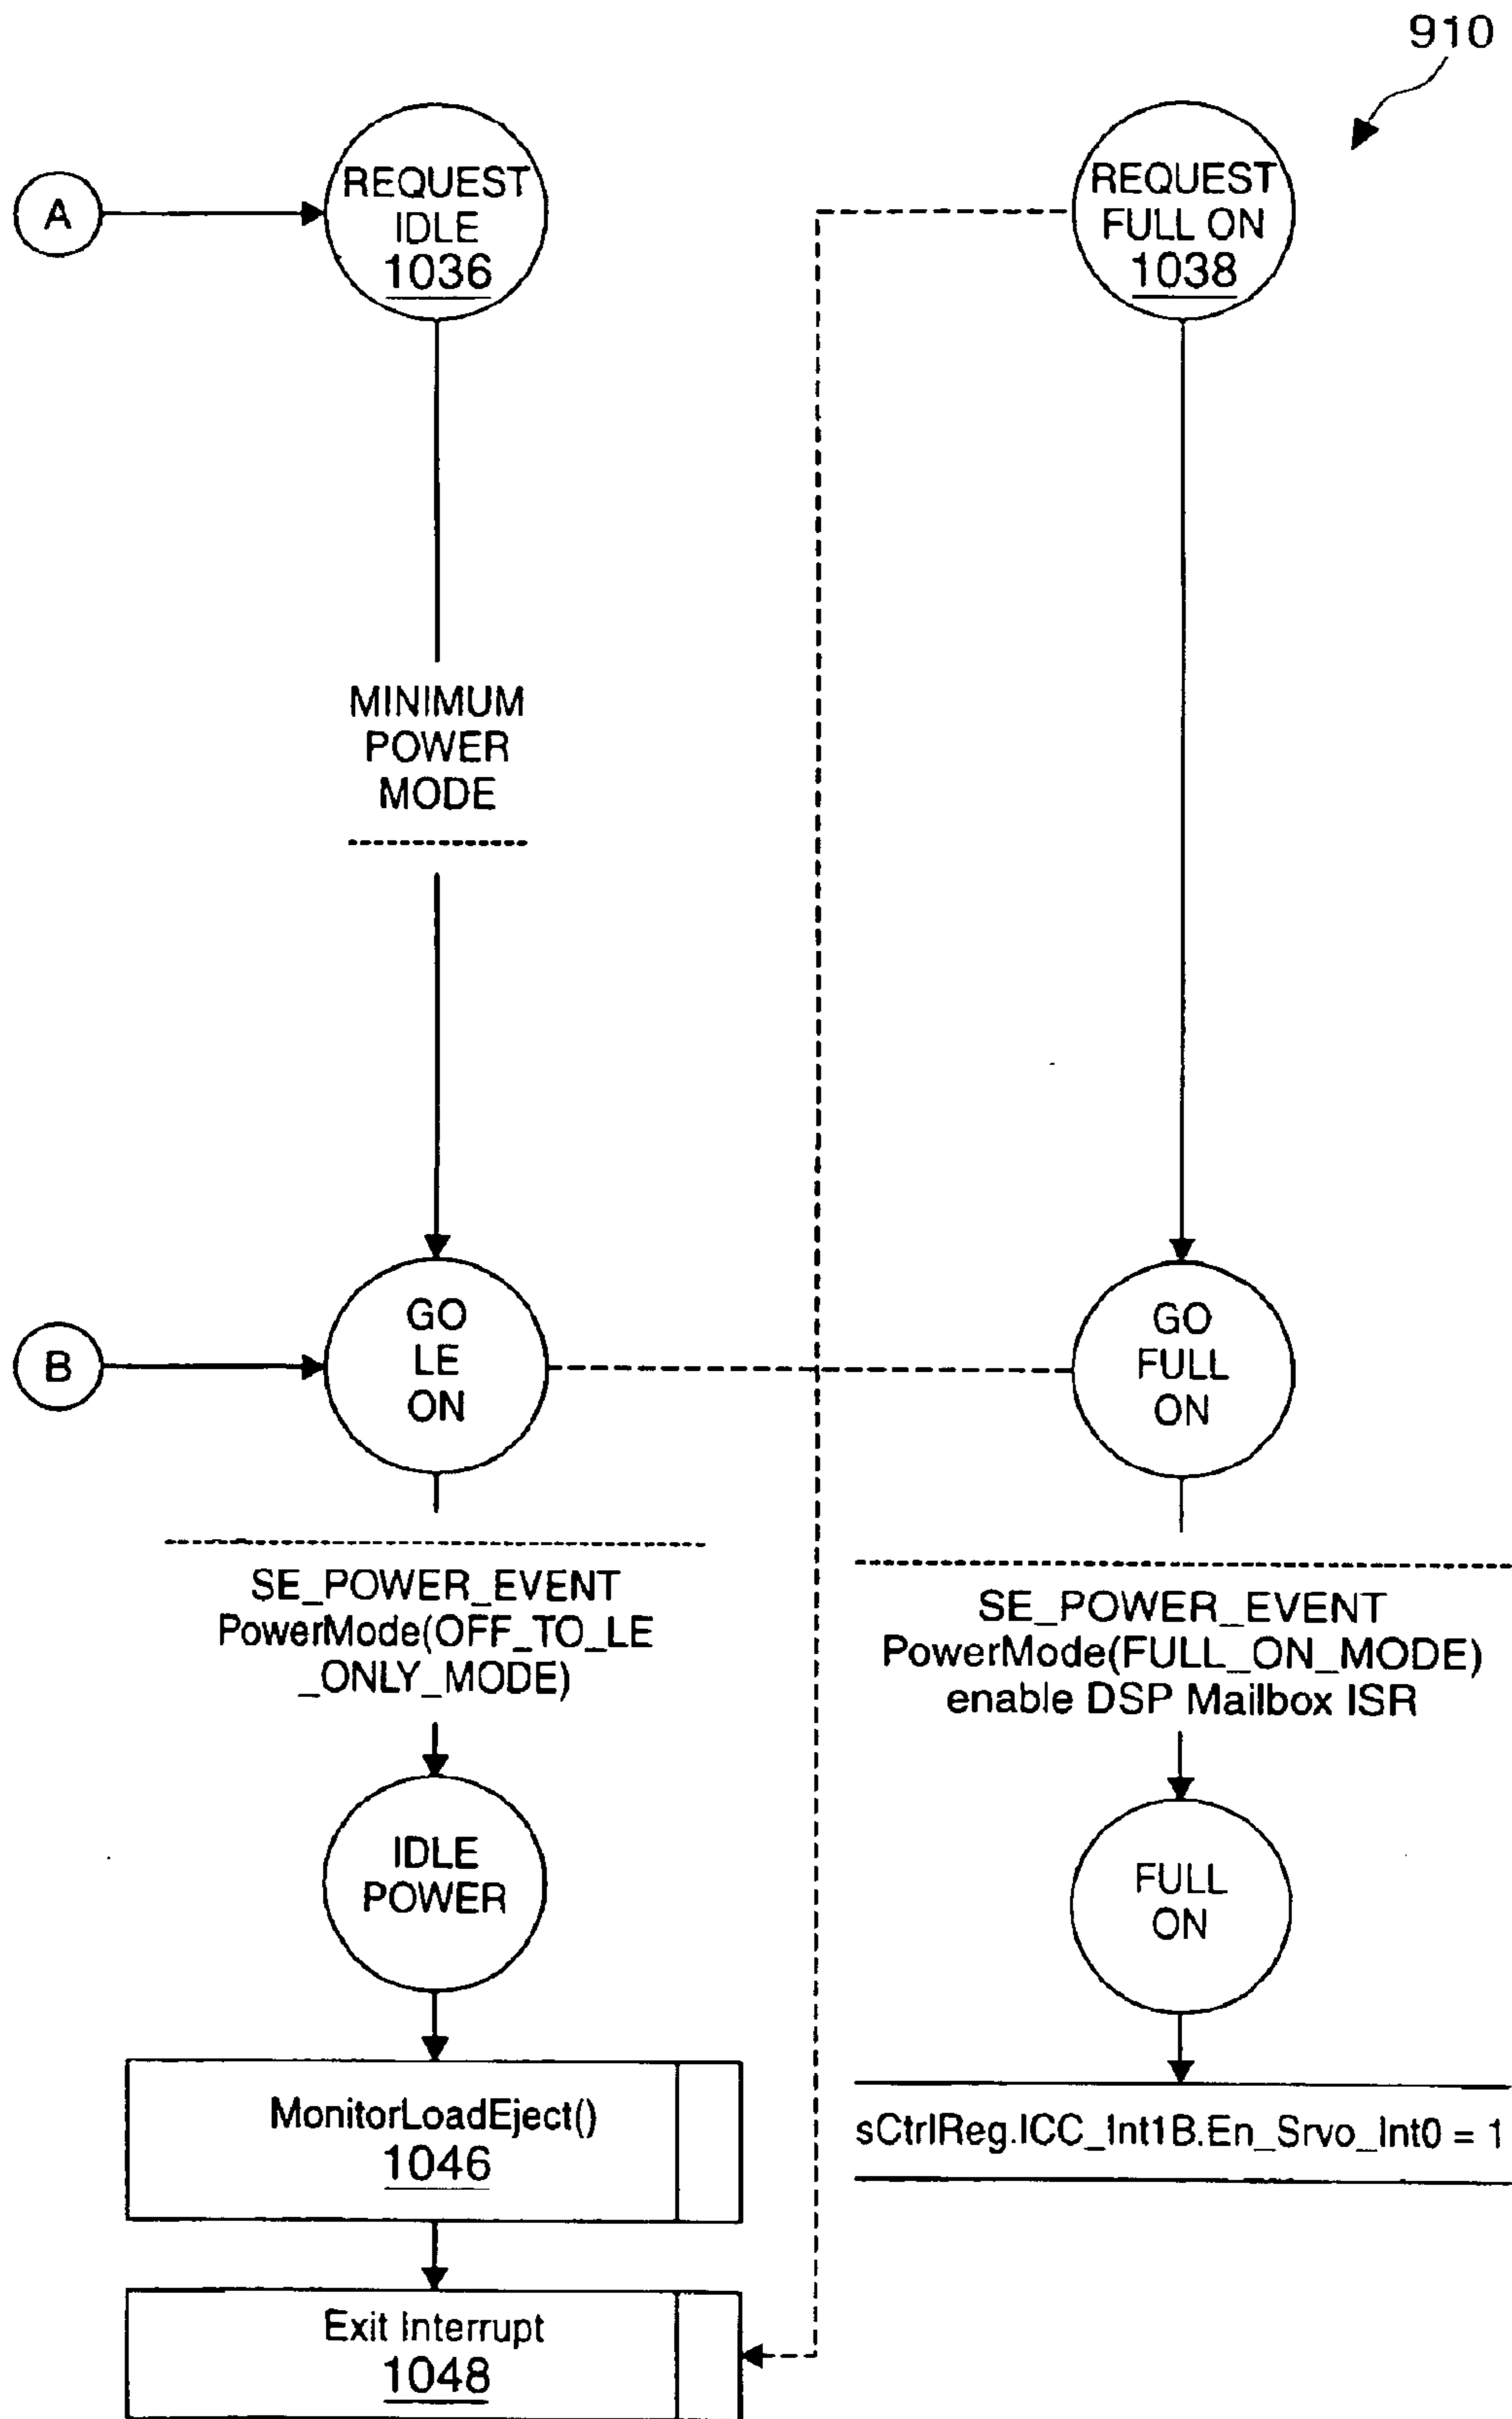 910
A
REQUEST
IDLE
1036
REQUEST
FULL ON
1038
MINIMUM
POWER
MODE
B
GO
LE
ON
GO
FULL
ON
SE_POWER_EVENT
PowerMode(OFF_TO_LE
_ONLY_MODE)
SE_POWER_EVENT
PowerMode(FULL_ON_MODE)
enable DSP Mailbox ISR
IDLE
POWER
FULL
ON
MonitorLoadEject()
1046
sCtrlReg.ICC_Int1B.En_Srvo_Int0 = 1
Exit Interrupt
1048